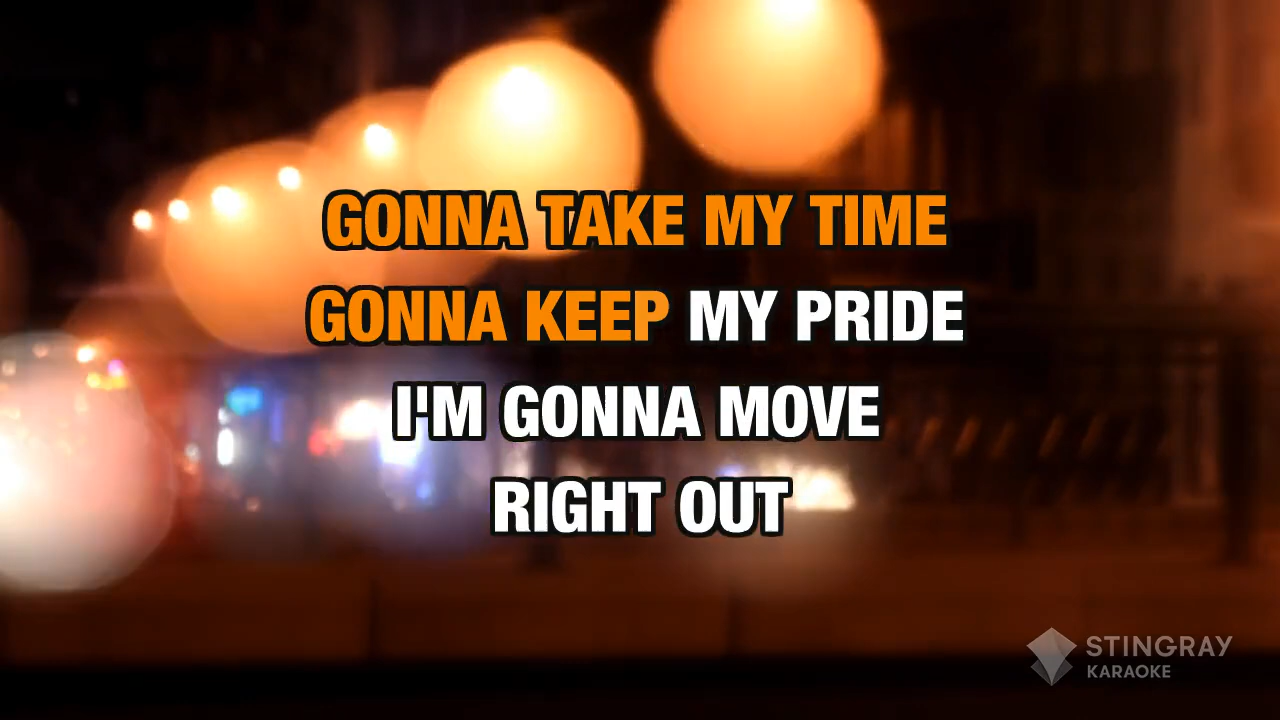 GONNA TAKE MY TIME
GONNA KEEP MY PRIDE
I'M GONNA MOVE
RIGHT OUT
STINGRAY
KARAOKE